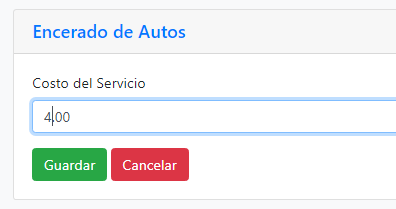 Encerado de Autos
Costo del Servicio
4.00
Guardar
Cancelar